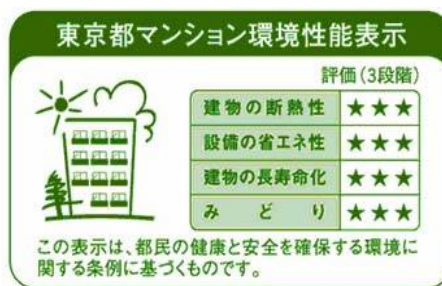 東京都マンション環境性能表示
評価(3段階)
建物の断熱性 ★★★
設備の省エネ性 ★★★
建物の長寿命化 ★★★
みどり ★★★
この表示は、都民の健康と安全を確保する環境に
関する条例に基づくものです。